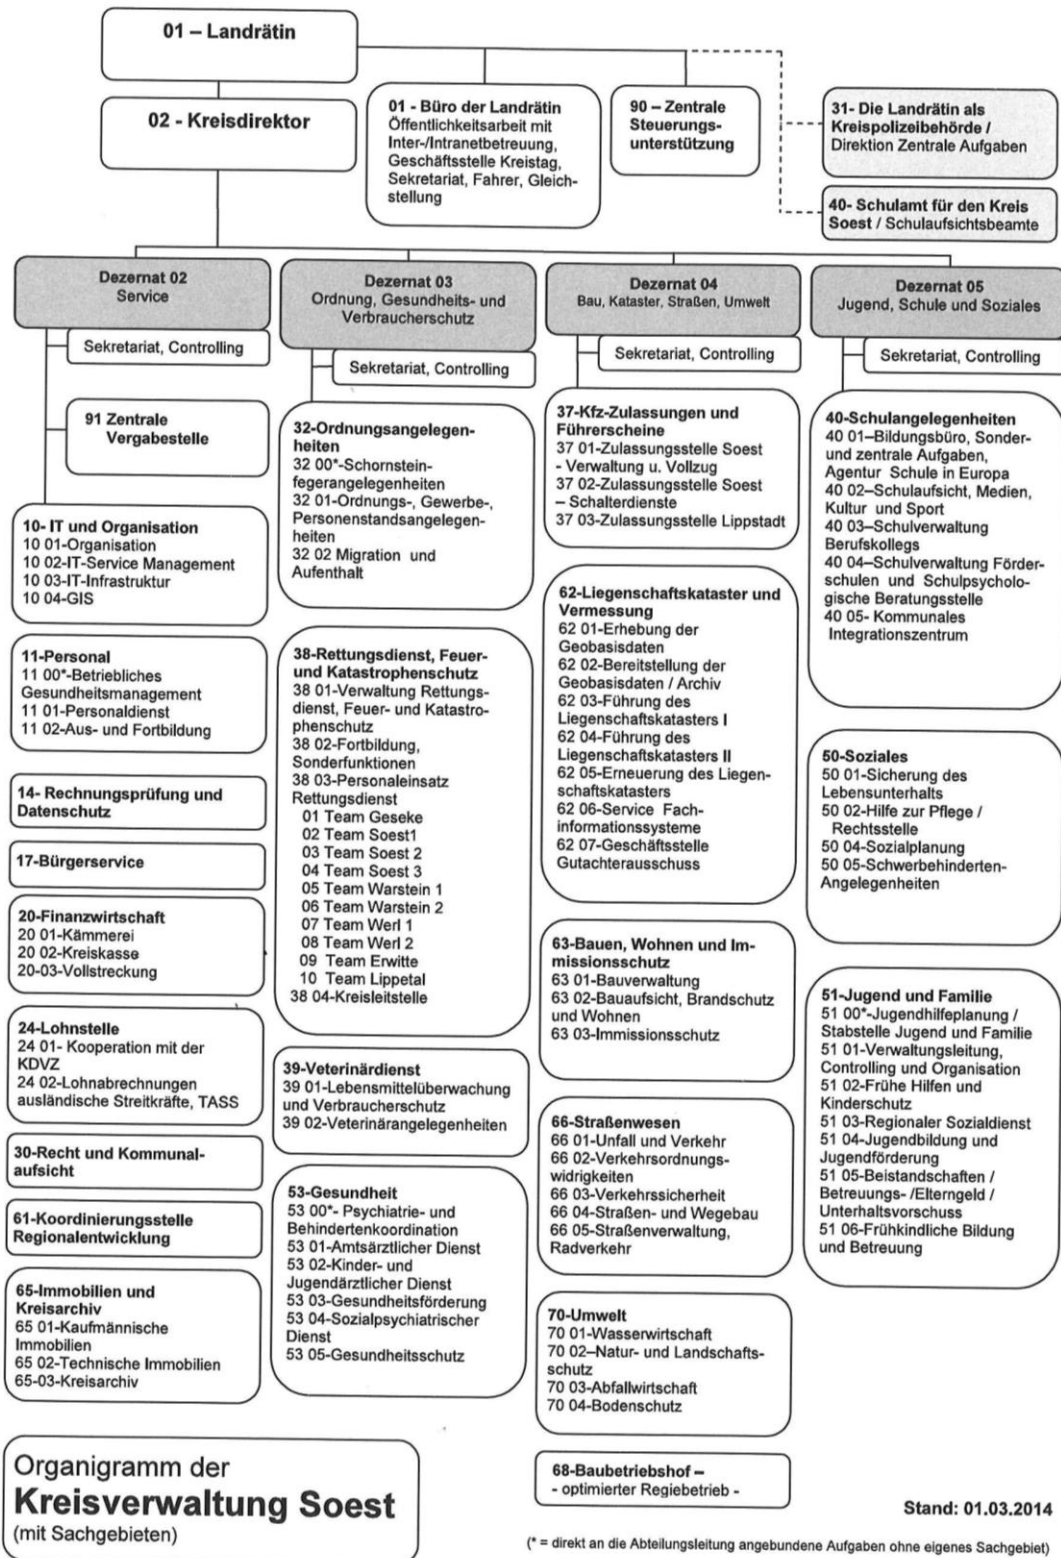 01 – Landrätin
02 - Kreisdirektor
01 - Büro der Landrätin
Öffentlichkeitsarbeit mit
Inter-/Intranetbetreuung,
Geschäftsstelle Kreistag,
Sekretariat, Fahrer, Gleich-
stellung
90 – Zentrale
Steuerungs-
unterstützung
31- Die Landrätin als
Kreispolizeibehörde /
Direktion Zentrale Aufgaben
40- Schulamt für den Kreis
Soest / Schulaufsichtsbeamte
Dezernat 02
Service
Sekretariat, Controlling
91 Zentrale
Vergabestelle
10- IT und Organisation
10 01-Organisation
10 02-IT-Service Management
10 03-IT-Infrastruktur
10 04-GIS
11-Personal
11 00*-Betriebliches
Gesundheitsmanagement
11 01-Personaldienst
11 02-Aus- und Fortbildung
14- Rechnungsprüfung und
Datenschutz
17-Bürgerservice
20-Finanzwirtschaft
20 01-Kämmerei
20 02-Kreiskasse
20-03-Vollstreckung
24-Lohnstelle
24 01- Kooperation mit der
KDVZ
24 02-Lohnabrechnungen
ausländische Streitkräfte, TASS
30-Recht und Kommunal-
aufsicht
61-Koordinierungsstelle
Regionalentwicklung
65-Immobilien und
Kreisarchiv
65 01-Kaufmännische
Immobilien
65 02-Technische Immobilien
65-03-Kreisarchiv
Dezernat 03
Ordnung, Gesundheits- und
Verbraucherschutz
Sekretariat, Controlling
32-Ordnungsangelegen-
heiten
32 00*-Schornstein-
fegerangelegenheiten
32 01-Ordnungs-, Gewerbe-,
Personenstandsangelegen-
heiten
32 02 Migration und
Aufenthalt
38-Rettungsdienst, Feuer-
und Katastrophenschutz
38 01-Verwaltung Rettungs-
dienst, Feuer- und Katastro-
phenschutz
38 02-Fortbildung,
Sonderfunktionen
38 03-Personaleinsatz
Rettungsdienst
01 Team Geseke
02 Team Soest1
03 Team Soest 2
04 Team Soest 3
05 Team Warstein 1
06 Team Warstein 2
07 Team Werl 1
08 Team Werl 2
09 Team Erwitte
10 Team Lippetal
38 04-Kreisleitstelle
39-Veterinärdienst
39 01-Lebensmittelüberwachung
und Verbraucherschutz
39 02-Veterinärangelegenheiten
53-Gesundheit
53 00*- Psychiatrie- und
Behindertenkoordination
53 01-Amtsärztlicher Dienst
53 02-Kinder- und
Jugendärztlicher Dienst
53 03-Gesundheitsförderung
53 04-Sozialpsychiatrischer
Dienst
53 05-Gesundheitsschutz
Dezernat 04
Bau, Kataster, Straßen, Umwelt
Sekretariat, Controlling
37-Kfz-Zulassungen und
Führerscheine
37 01-Zulassungsstelle Soest
- Verwaltung u. Vollzug
37 02-Zulassungsstelle Soest
– Schalterdienste
37 03-Zulassungsstelle Lippstadt
62-Liegenschaftskataster und
Vermessung
62 01-Erhebung der
Geobasisdaten
62 02-Bereitstellung der
Geobasisdaten / Archiv
62 03-Führung des
Liegenschaftskatasters I
62 04-Führung des
Liegenschaftskatasters II
62 05-Erneuerung des Liegen-
schaftskatasters
62 06-Service Fach-
informationssysteme
62 07-Geschäftsstelle
Gutachterausschuss
63-Bauen, Wohnen und Im-
missionsschutz
63 01-Bauverwaltung
63 02-Bauaufsicht, Brandschutz
und Wohnen
63 03-Immissionsschutz
66-Straßenwesen
66 01-Unfall und Verkehr
66 02-Verkehrsordnungs-
widrigkeiten
66 03-Verkehrssicherheit
66 04-Straßen- und Wegebau
66 05-Straßenverwaltung,
Radverkehr
70-Umwelt
70 01-Wasserwirtschaft
70 02–Natur- und Landschafts-
schutz
70 03-Abfallwirtschaft
70 04-Bodenschutz
68-Baubetriebshof –
- optimierter Regiebetrieb -
Dezernat 05
Jugend, Schule und Soziales
Sekretariat, Controlling
40-Schulangelegenheiten
40 01–Bildungsbüro, Sonder-
und zentrale Aufgaben,
Agentur Schule in Europa
40 02–Schulaufsicht, Medien,
Kultur und Sport
40 03–Schulverwaltung
Berufskollegs
40 04–Schulverwaltung Förder-
schulen und Schulpsycholo-
gische Beratungsstelle
40 05- Kommunales
Integrationszentrum
50-Soziales
50 01-Sicherung des
Lebensunterhalts
50 02-Hilfe zur Pflege /
Rechtsstelle
50 04-Sozialplanung
50 05-Schwerbehinderten-
Angelegenheiten
51-Jugend und Familie
51 00*-Jugendhilfeplanung /
Stabstelle Jugend und Familie
51 01-Verwaltungsleitung,
Controlling und Organisation
51 02-Frühe Hilfen und
Kinderschutz
51 03-Regionaler Sozialdienst
51 04-Jugendbildung und
Jugendförderung
51 05-Beistandschaften /
Betreuungs- /Elterngeld /
Unterhaltsvorschuss
51 06-Frühkindliche Bildung
und Betreuung
Organigramm der
Kreisverwaltung Soest
(mit Sachgebieten)
Stand: 01.03.2014
(* = direkt an die Abteilungsleitung angebundene Aufgaben ohne eigenes Sachgebiet)